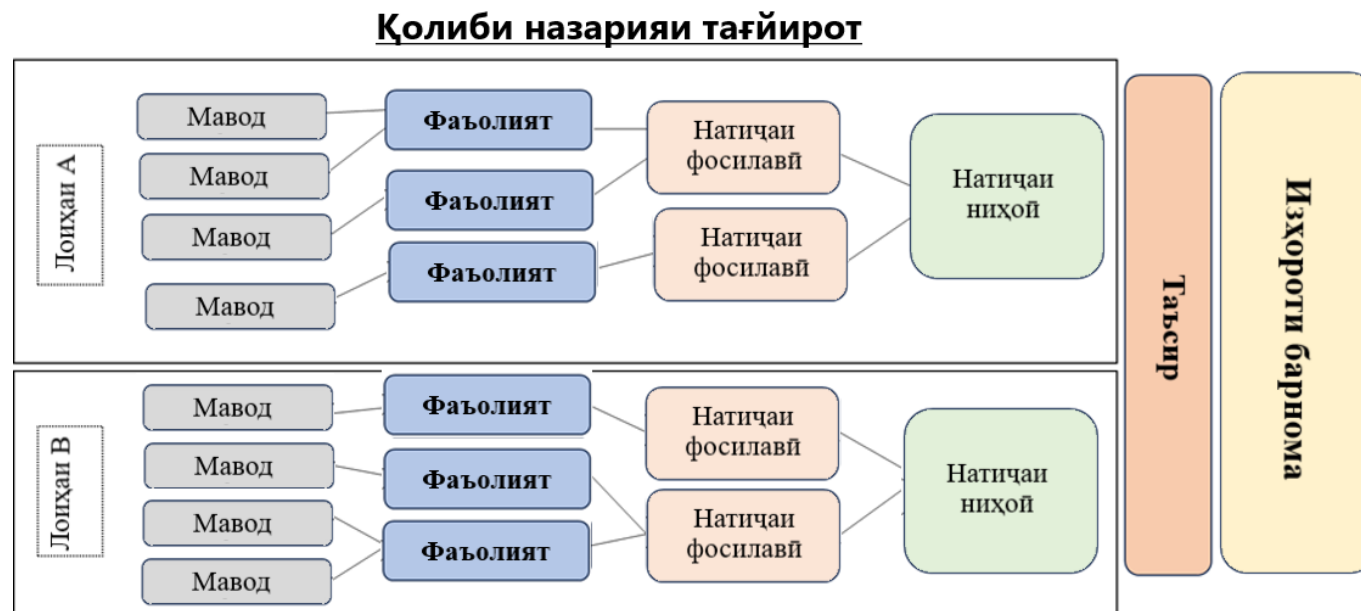 Қолиби назарияи тағйирот
Лоиҳаи А
Мавод
Мавод
Мавод
Мавод
Фаъолият
Фаъолият
Фаъолият
Натиҷаи
фосилавӣ
Натиҷаи
фосилавӣ
Натиҷаи
ниҳоӣ
Лоиҳаи В
Мавод
Мавод
Мавод
Мавод
Фаъолият
Фаъолият
Фаъолият
Натиҷаи
фосилавӣ
Натиҷаи
фосилавӣ
Натиҷаи
ниҳоӣ
Таъсир
Изҳороти барнома